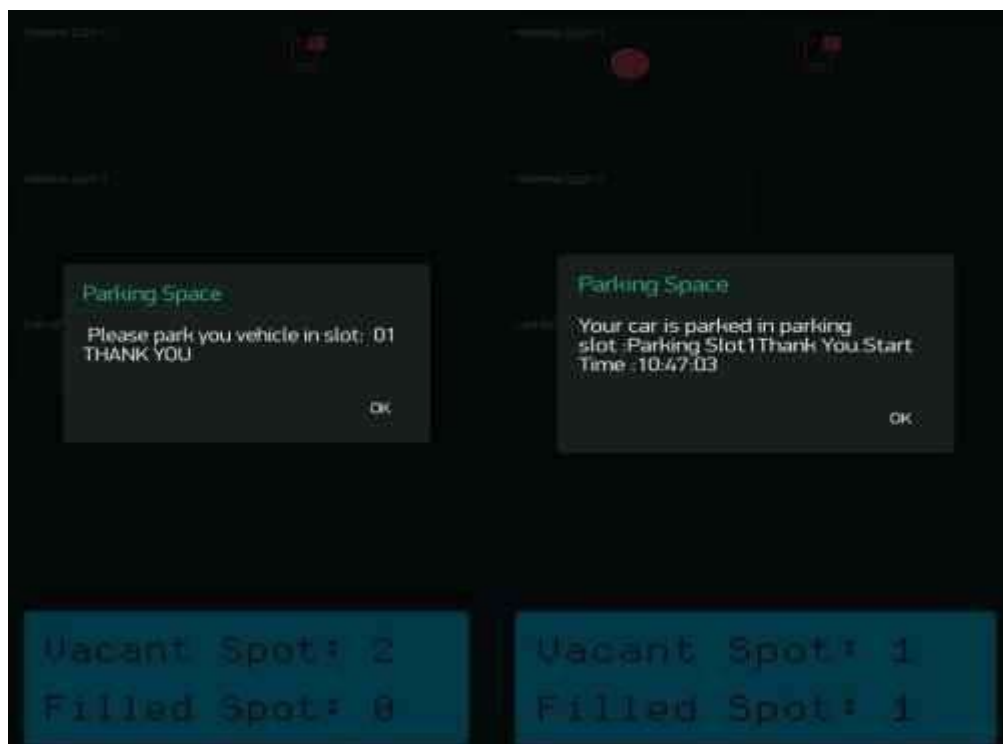 Parking Space
Please park you vehicle in slot: 01
THANK YOU
OK
Vacant Spot: 2
Filled Spot: 0
Parking Space
Your car is parked in parking
slot :Parking Slot1Thank You.Start
Time :10:47:03
OK
Vacant Spot: 1
Filled Spot: 1